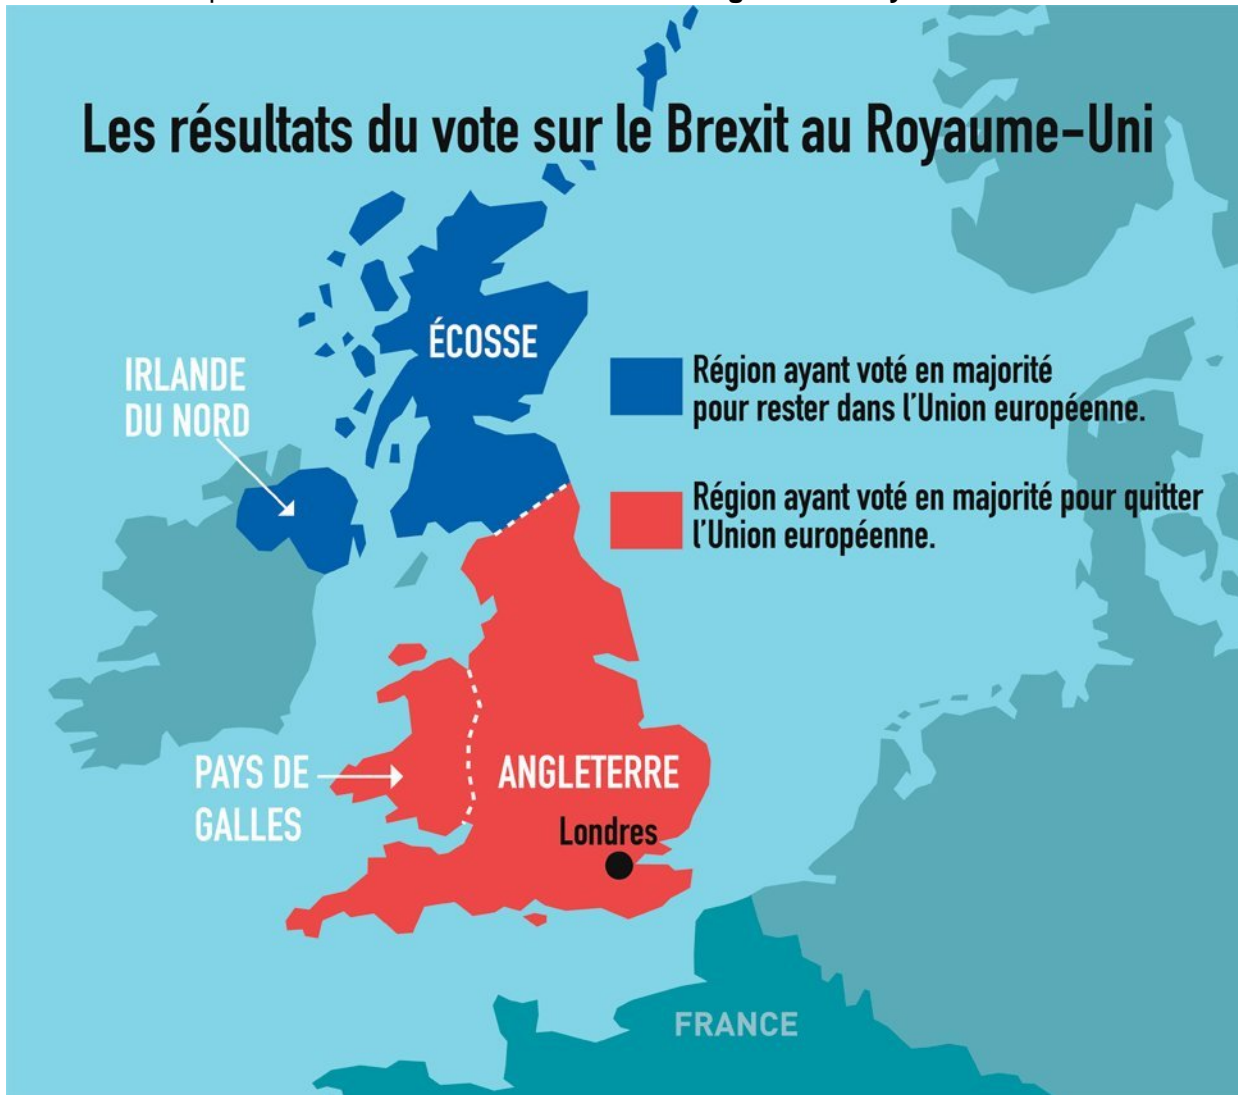 Les résultats du vote sur le Brexit au Royaume-Uni
ÉCOSSE
IRLANDE
DU NORD
Région ayant voté en majorité
pour rester dans l'Union européenne.
Région ayant voté en majorité pour quitter
l'Union européenne.
PAYS DE
GALLES
ANGLETERRE
Londres
FRANCE